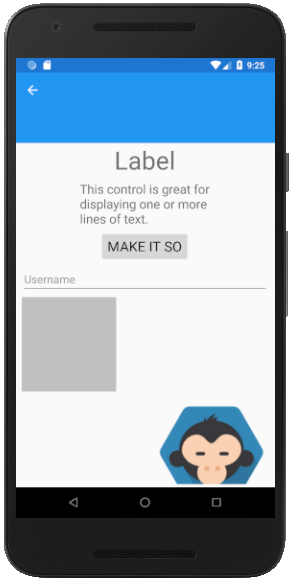 9:25
Label
This control is great for
displaying one or more
lines of text.
MAKE IT SO
Username